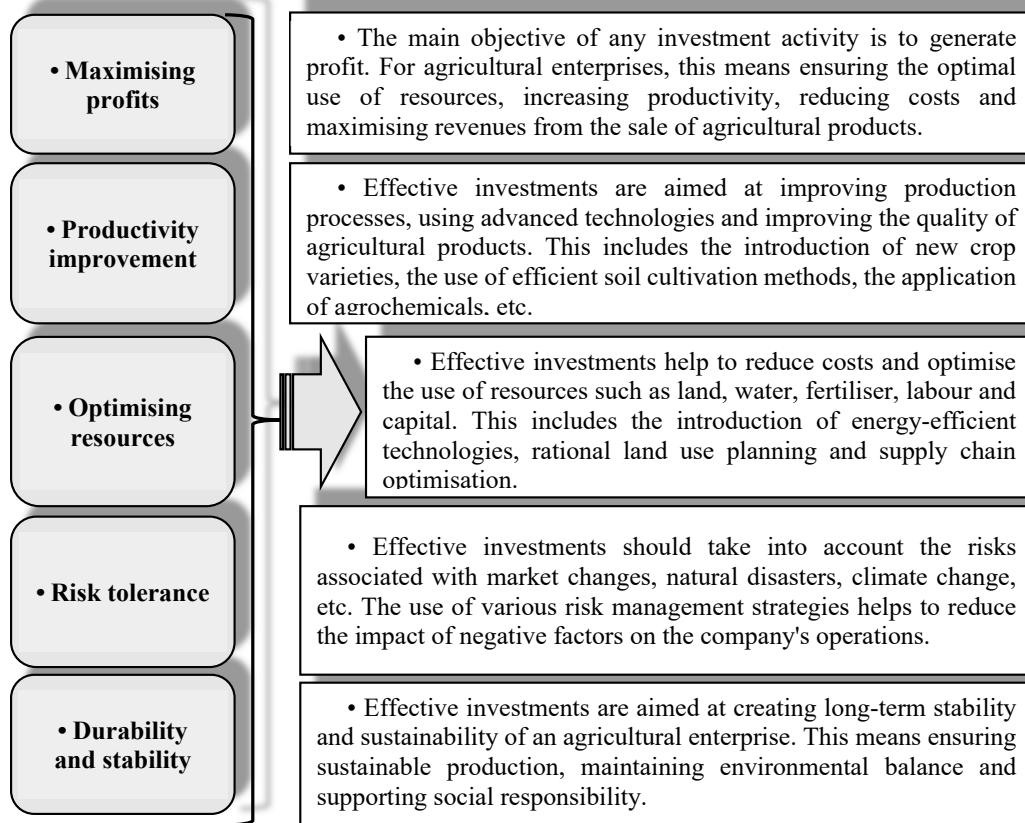 • Maximising
profits
• The main objective of any investment activity is to generate
profit. For agricultural enterprises, this means ensuring the optimal
use of resources, increasing productivity, reducing costs and
maximising revenues from the sale of agricultural products.
• Productivity
improvement
• Effective investments are aimed at improving production
processes, using advanced technologies and improving the quality of
agricultural products. This includes the introduction of new crop
varieties, the use of efficient soil cultivation methods, the application
of agrochemicals, etc.
• Optimising
resources
• Effective investments help to reduce costs and optimise
the use of resources such as land, water, fertiliser, labour and
capital. This includes the introduction of energy-efficient
technologies, rational land use planning and supply chain
optimisation.
• Risk tolerance
• Effective investments should take into account the risks
associated with market changes, natural disasters, climate change,
etc. The use of various risk management strategies helps to reduce
the impact of negative factors on the company's operations.
• Durability
and stability
• Effective investments are aimed at creating long-term stability
and sustainability of an agricultural enterprise. This means ensuring
sustainable production, maintaining environmental balance and
supporting social responsibility.